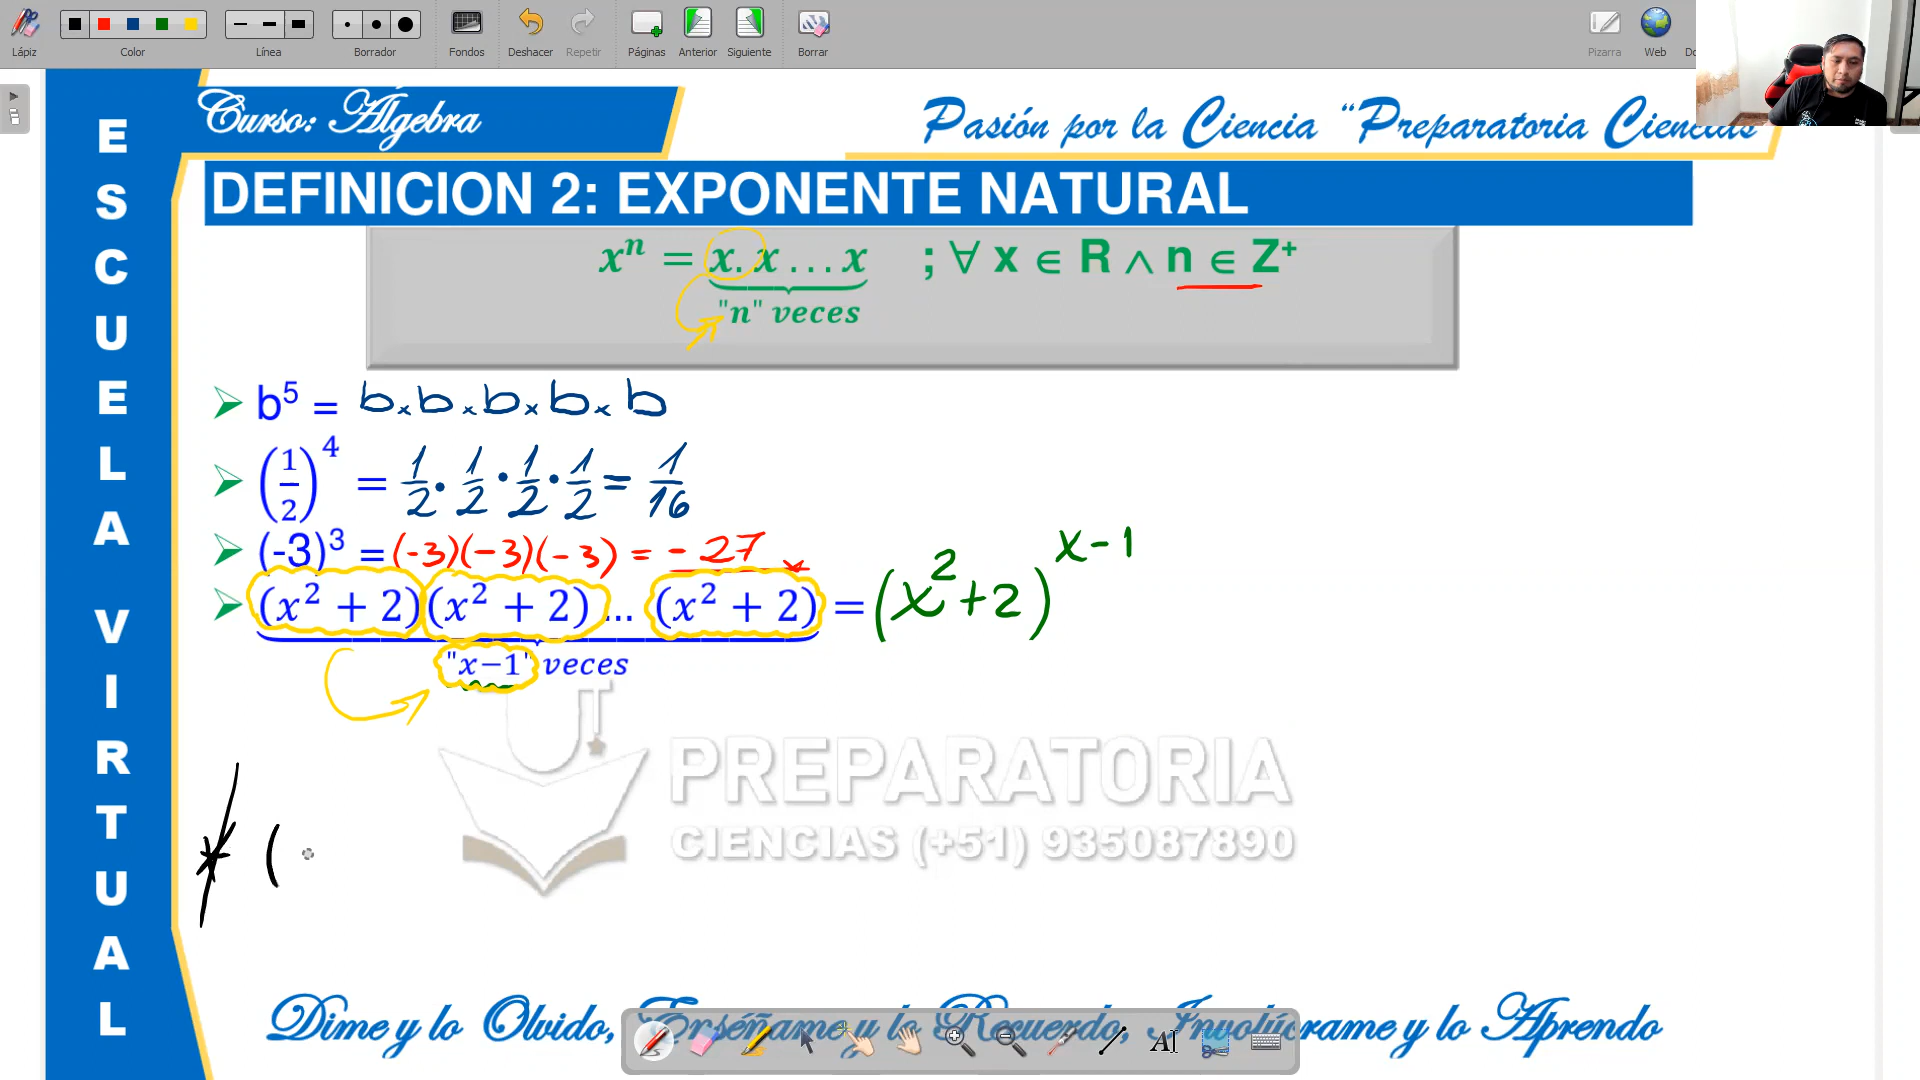 Lápiz
Color
Línea
Borrador
Fondos
Deshacer
Repetir
Páginas
Anterior
Siguiente
Borrar
Pizarra
Web
Curso: Álgebra
Pasión por la Ciencia “Preparatoria Ciencias
ESCUELA VIRTUAL
DEFINICION 2: EXPONENTE NATURAL
xⁿ = x. x … x ; ∀ x ∈ R ∧ n ∈ Z⁺
"n" veces
b⁵ = b × b × b × b × b
(1/2)⁴ = 1/2 · 1/2 · 1/2 · 1/2 = 1/16
(-3)³ = (-3)(-3)(-3) = -27
(x² + 2)(x² + 2) … (x² + 2) = (x²+2)ˣ⁻¹
"x−1" veces
PREPARATORIA
CIENCIAS (+51) 935087890
* (
Dime y lo Olvido, Enséñame y lo Recuerdo, Involúcrame y lo Aprendo